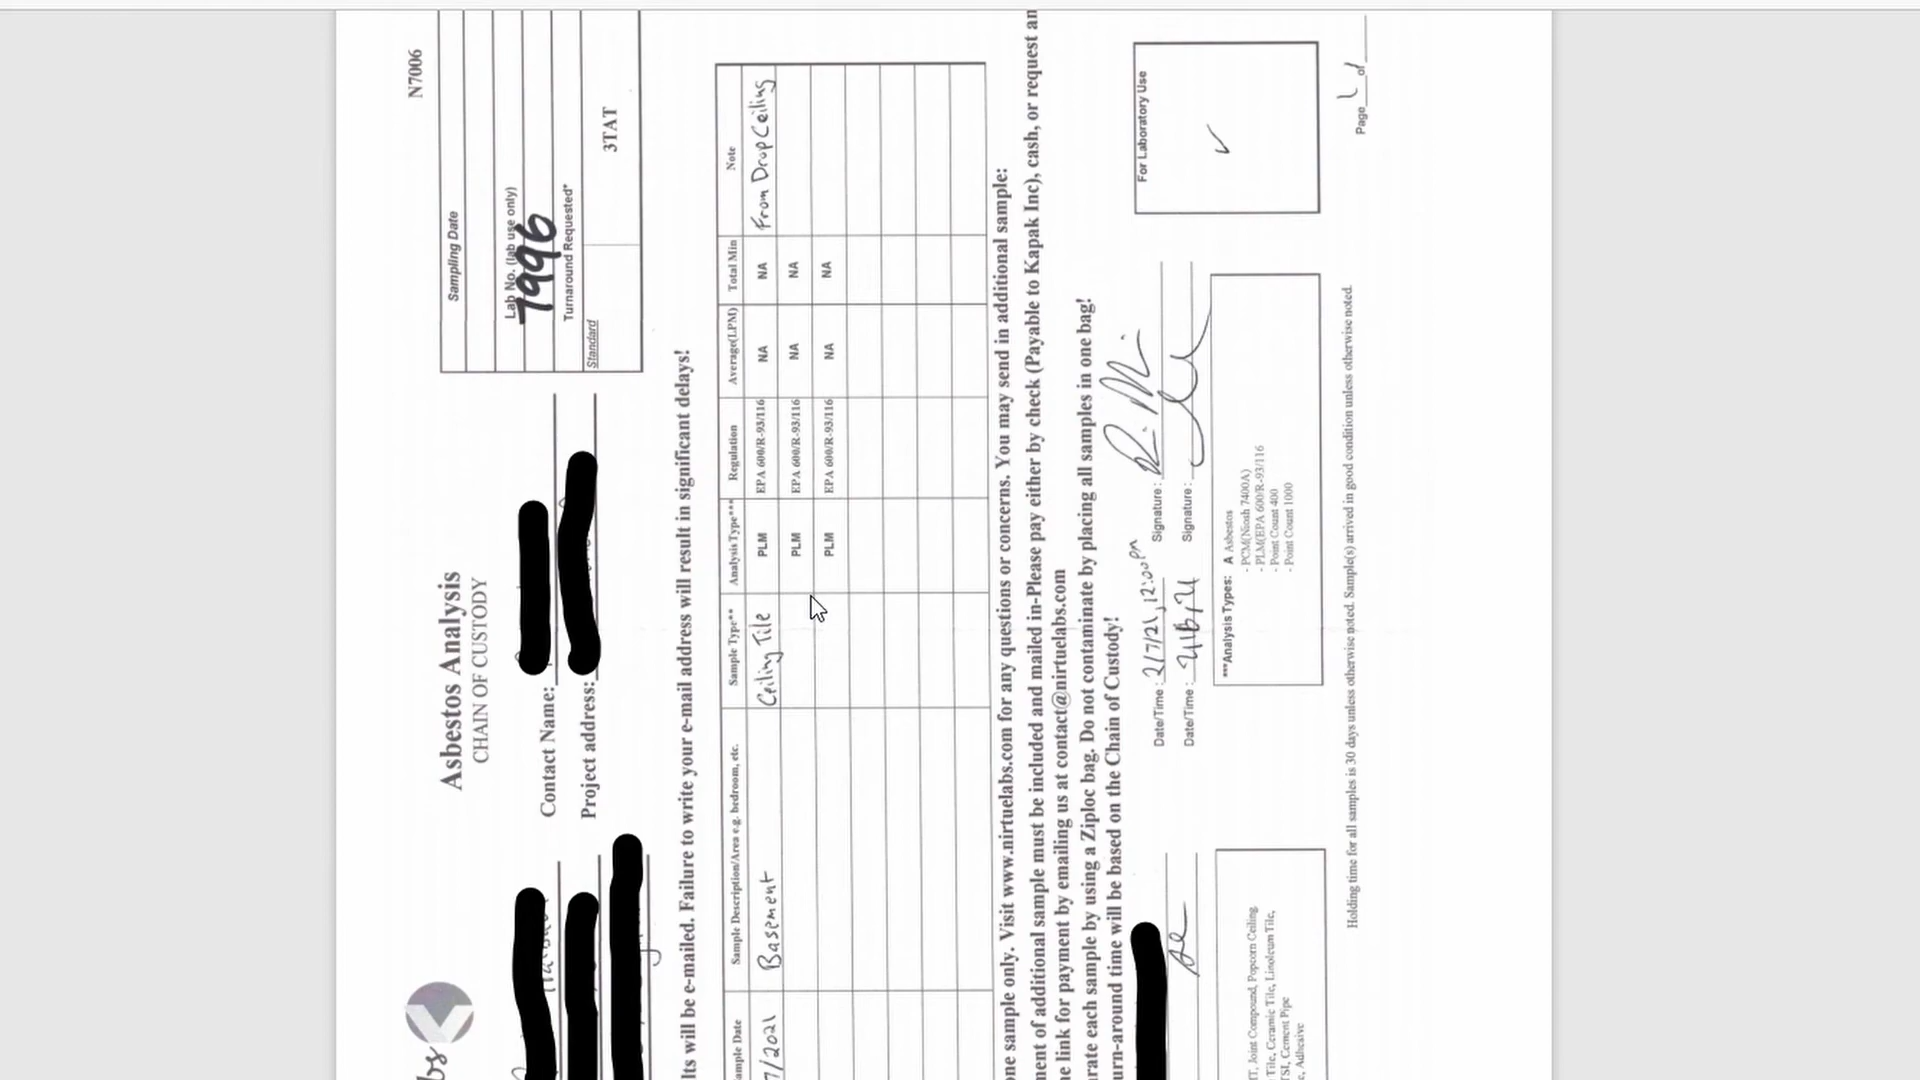 N7006
Asbestos Analysis
CHAIN OF CUSTODY
Sampling Date
Lab No. (lab use only)
7996
Turnaround Requested*
Standard
3TAT
Contact Name:
Project address:
lts will be e-mailed. Failure to write your e-mail address will result in significant delays!
ample Date Sample Description/Area e.g. bedroom, etc. Sample Type** Analysis Type*** Regulation Average(LPM) Total Min Note
7/2021 Basement Ceiling Tile PLM EPA 600/R-93/116 NA NA From Drop Ceiling
PLM EPA 600/R-93/116 NA NA
PLM EPA 600/R-93/116 NA NA
one sample only. Visit www.nirtuelabs.com for any questions or concerns. You may send in additional sample:
ment of additional sample must be included and mailed in-Please pay either by check (Payable to Kapak Inc), cash, or request an
e link for payment by emailing us at contact@nirtuelabs.com
arate each sample by using a Ziploc bag. Do not contaminate by placing all samples in one bag!
urn-around time will be based on the Chain of Custody!
Date/Time: 2/7/21, 12:00pm Signature:
Date/Time: Signature:
For Laboratory Use
***Analysis Types: A Asbestos
- PCM(Niosh 7400A)
- PLM(EPA 600/R-93/116
- Point Count 400
- Point Count 1000
T, Joint Compound, Popcorn Ceiling
Tile, Ceramic Tile, Linoleum Tile,
TSI, Cement Pipe
, Adhesive
Holding time for all samples is 30 days unless otherwise noted. Sample(s) arrived in good condition unless otherwise noted.
Page 1 of